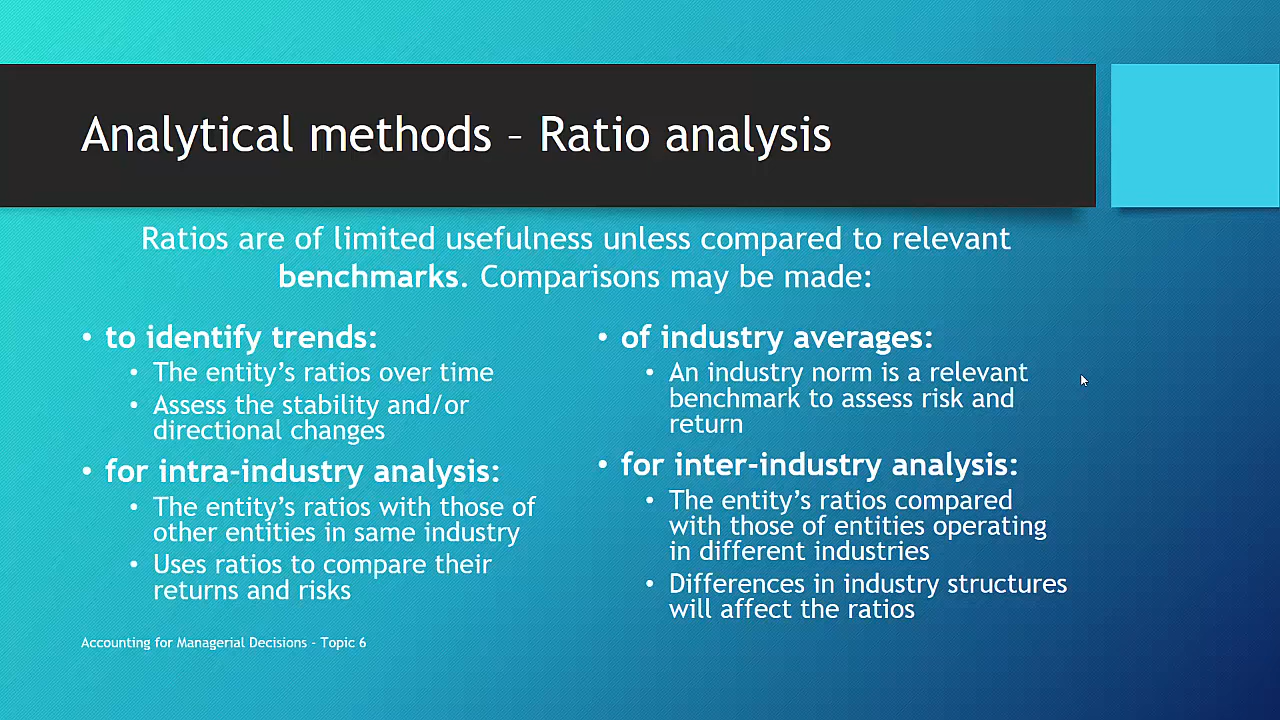 Analytical methods – Ratio analysis
Ratios are of limited usefulness unless compared to relevant
benchmarks. Comparisons may be made:
• to identify trends:
• The entity’s ratios over time
• Assess the stability and/or
directional changes
• for intra-industry analysis:
• The entity’s ratios with those of
other entities in same industry
• Uses ratios to compare their
returns and risks
• of industry averages:
• An industry norm is a relevant
benchmark to assess risk and
return
• for inter-industry analysis:
• The entity’s ratios compared
with those of entities operating
in different industries
• Differences in industry structures
will affect the ratios
Accounting for Managerial Decisions - Topic 6